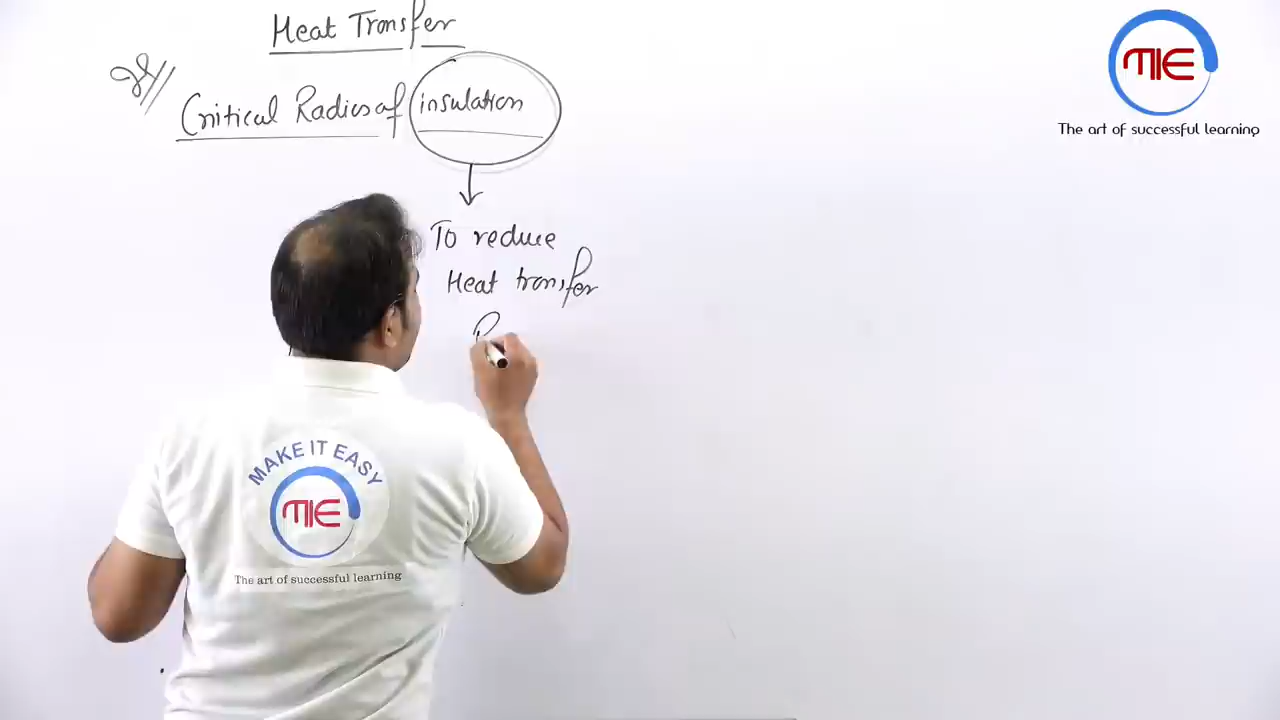 Heat Transfer
Critical Radius of insulation
To reduce
Heat transfer
MIE
The art of successful learning
MAKE IT EASY
MIE
The art of successful learning